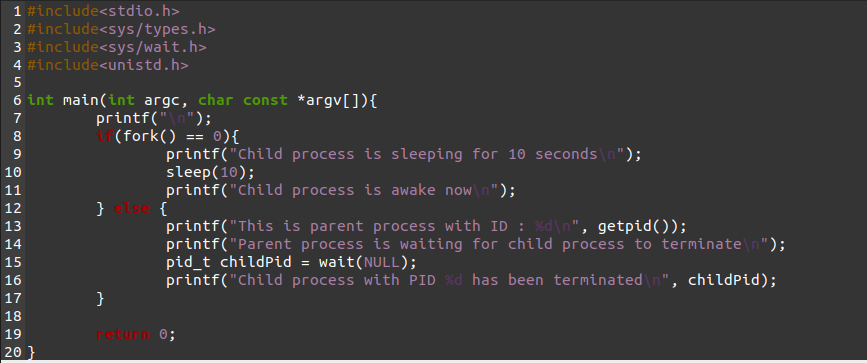 1 #include<stdio.h>
2 #include<sys/types.h>
3 #include<sys/wait.h>
4 #include<unistd.h>
5
6 int main(int argc, char const *argv[]){
7         printf("\n");
8         if(fork() == 0){
9                 printf("Child process is sleeping for 10 seconds\n");
10                 sleep(10);
11                 printf("Child process is awake now\n");
12         } else {
13                 printf("This is parent process with ID : %d\n", getpid());
14                 printf("Parent process is waiting for child process to terminate\n");
15                 pid_t childPid = wait(NULL);
16                 printf("Child process with PID %d has been terminated\n", childPid);
17         }
18
19         return 0;
20 }